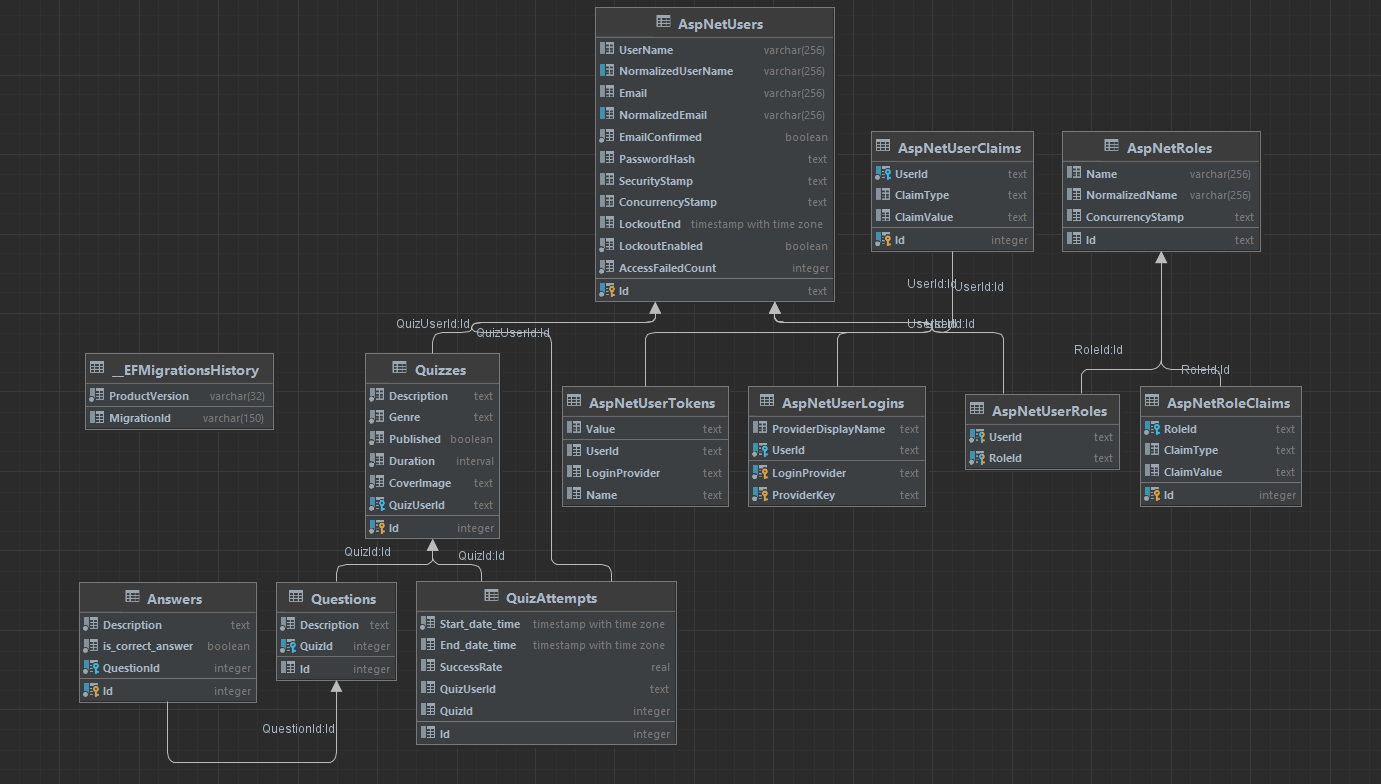 AspNetUsers
UserName varchar(256)
NormalizedUserName varchar(256)
Email varchar(256)
NormalizedEmail varchar(256)
EmailConfirmed boolean
PasswordHash text
SecurityStamp text
ConcurrencyStamp text
LockoutEnd timestamp with time zone
LockoutEnabled boolean
AccessFailedCount integer
Id text
AspNetUserClaims
UserId text
ClaimType text
ClaimValue text
Id integer
AspNetRoles
Name varchar(256)
NormalizedName varchar(256)
ConcurrencyStamp text
Id text
UserId:Id
UserId:Id
QuizUserId:Id
QuizUserId:Id
UserId:Id
UserId:Id
RoleId:Id
RoleId:Id
__EFMigrationsHistory
ProductVersion varchar(32)
MigrationId varchar(150)
Quizzes
Description text
Genre text
Published boolean
Duration interval
CoverImage text
QuizUserId text
Id integer
AspNetUserTokens
Value text
UserId text
LoginProvider text
Name text
AspNetUserLogins
ProviderDisplayName text
UserId text
LoginProvider text
ProviderKey text
AspNetUserRoles
UserId text
RoleId text
AspNetRoleClaims
RoleId text
ClaimType text
ClaimValue text
Id integer
QuizId:Id
QuizId:Id
Answers
Description text
is_correct_answer boolean
QuestionId integer
Id integer
Questions
Description text
QuizId integer
Id integer
QuizAttempts
Start_date_time timestamp with time zone
End_date_time timestamp with time zone
SuccessRate real
QuizUserId text
QuizId integer
Id integer
QuestionId:Id